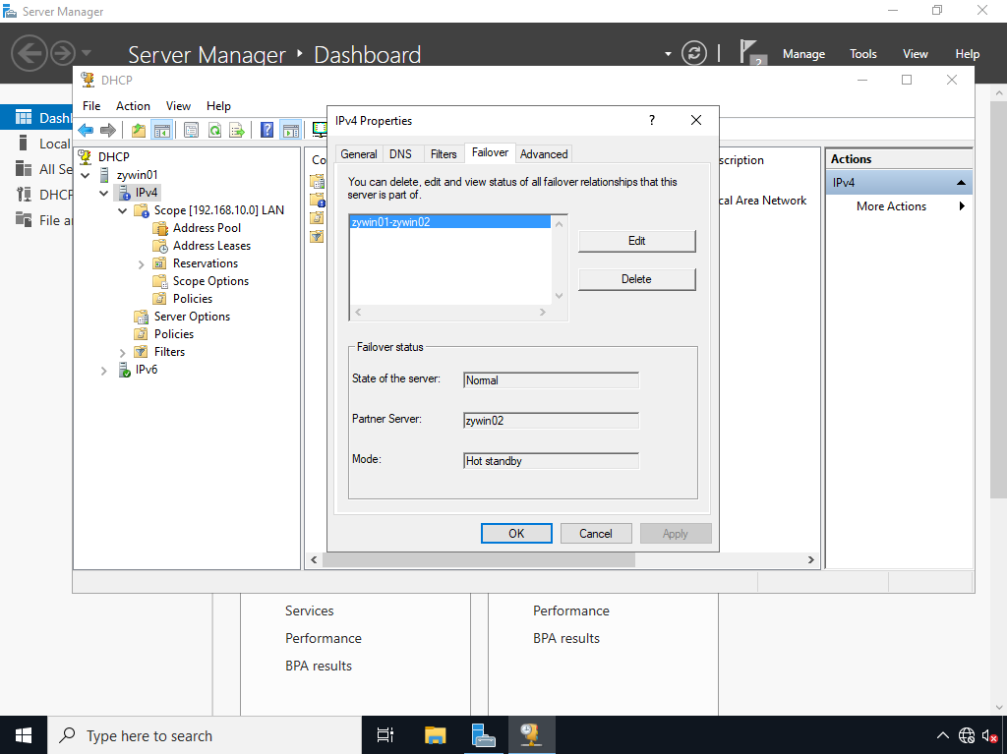 Server Manager
Server Manager ‣ Dashboard
2
Manage
Tools
View
Help
DHCP
File
Action
View
Help
Dashl
Local
All Se
DHCP
File a
DHCP
zywin01
IPv4
Scope [192.168.10.0] LAN
Address Pool
Address Leases
Reservations
Scope Options
Policies
Server Options
Policies
Filters
IPv6
Co
scription
cal Area Network
Actions
IPv4
More Actions
IPv4 Properties
?
General
DNS
Filters
Failover
Advanced
You can delete, edit and view status of all failover relationships that this
server is part of.
zywin01-zywin02
Edit
Delete
Failover status
State of the server:
Normal
Partner Server:
zywin02
Mode:
Hot standby
OK
Cancel
Apply
Services
Performance
BPA results
Performance
BPA results
Type here to search